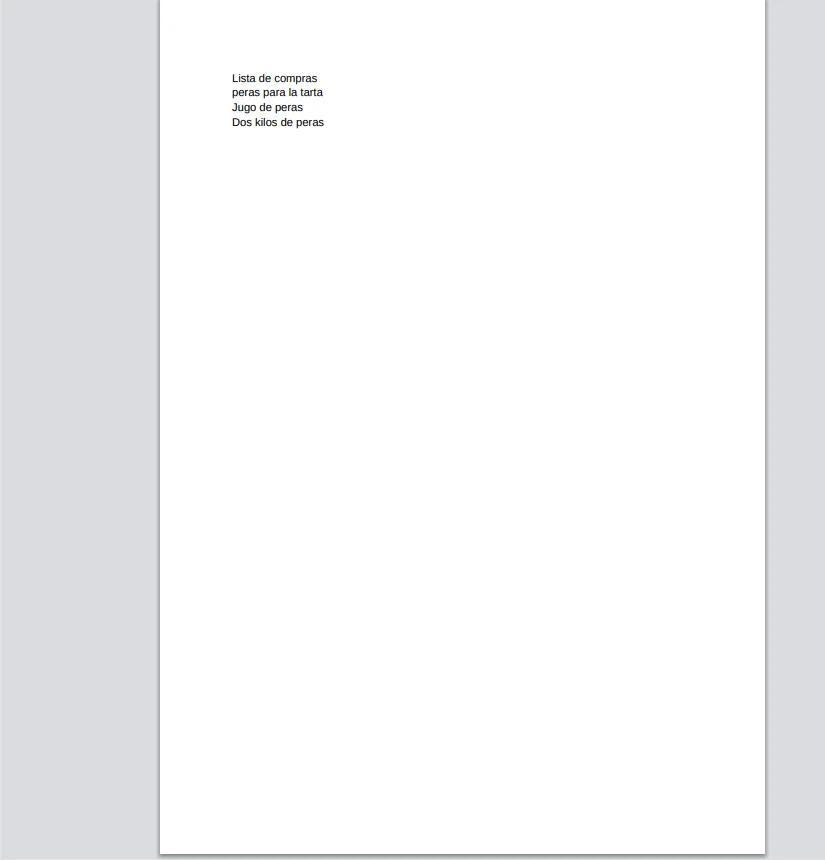 Lista de compras
peras para la tarta
Jugo de peras
Dos kilos de peras